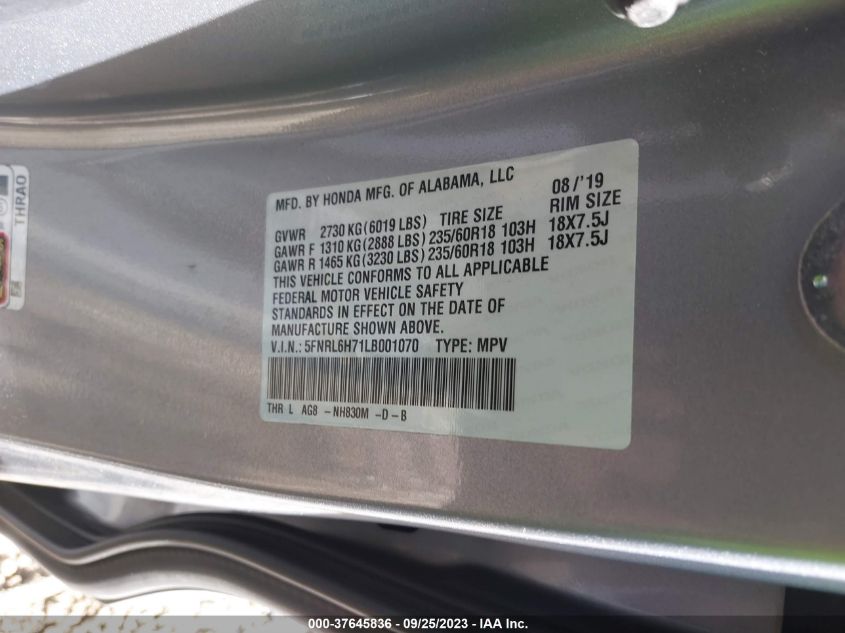 THRAO
MFD. BY HONDA MFG. OF ALABAMA, LLC 08/'19
GVWR 2730 KG(6019 LBS) TIRE SIZE RIM SIZE
GAWR F 1310 KG(2888 LBS) 235/60R18 103H 18X7.5J
GAWR R 1465 KG(3230 LBS) 235/60R18 103H 18X7.5J
THIS VEHICLE CONFORMS TO ALL APPLICABLE
FEDERAL MOTOR VEHICLE SAFETY
STANDARDS IN EFFECT ON THE DATE OF
MANUFACTURE SHOWN ABOVE.
V.I.N.: 5FNRL6H71LB001070 TYPE: MPV
THR L AG8 -NH830M -D-B
000-37645836 - 09/25/2023 - IAA Inc.